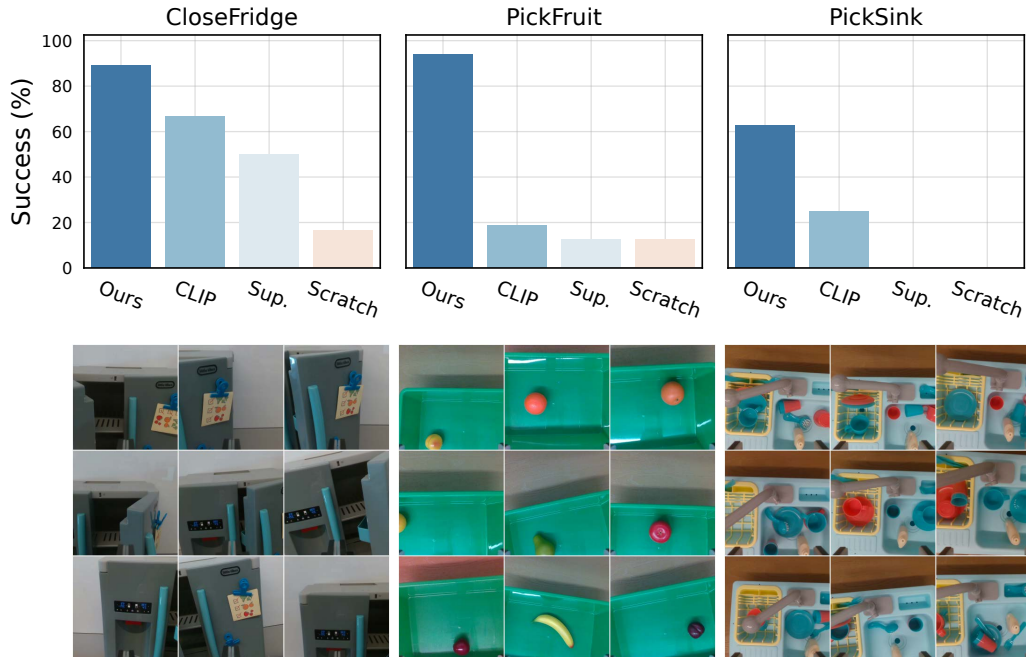 CloseFridge
PickFruit
PickSink
Success (%)
100
80
60
40
20
0
Ours
CLIP
Sup.
Scratch
Ours
CLIP
Sup.
Scratch
Ours
CLIP
Sup.
Scratch